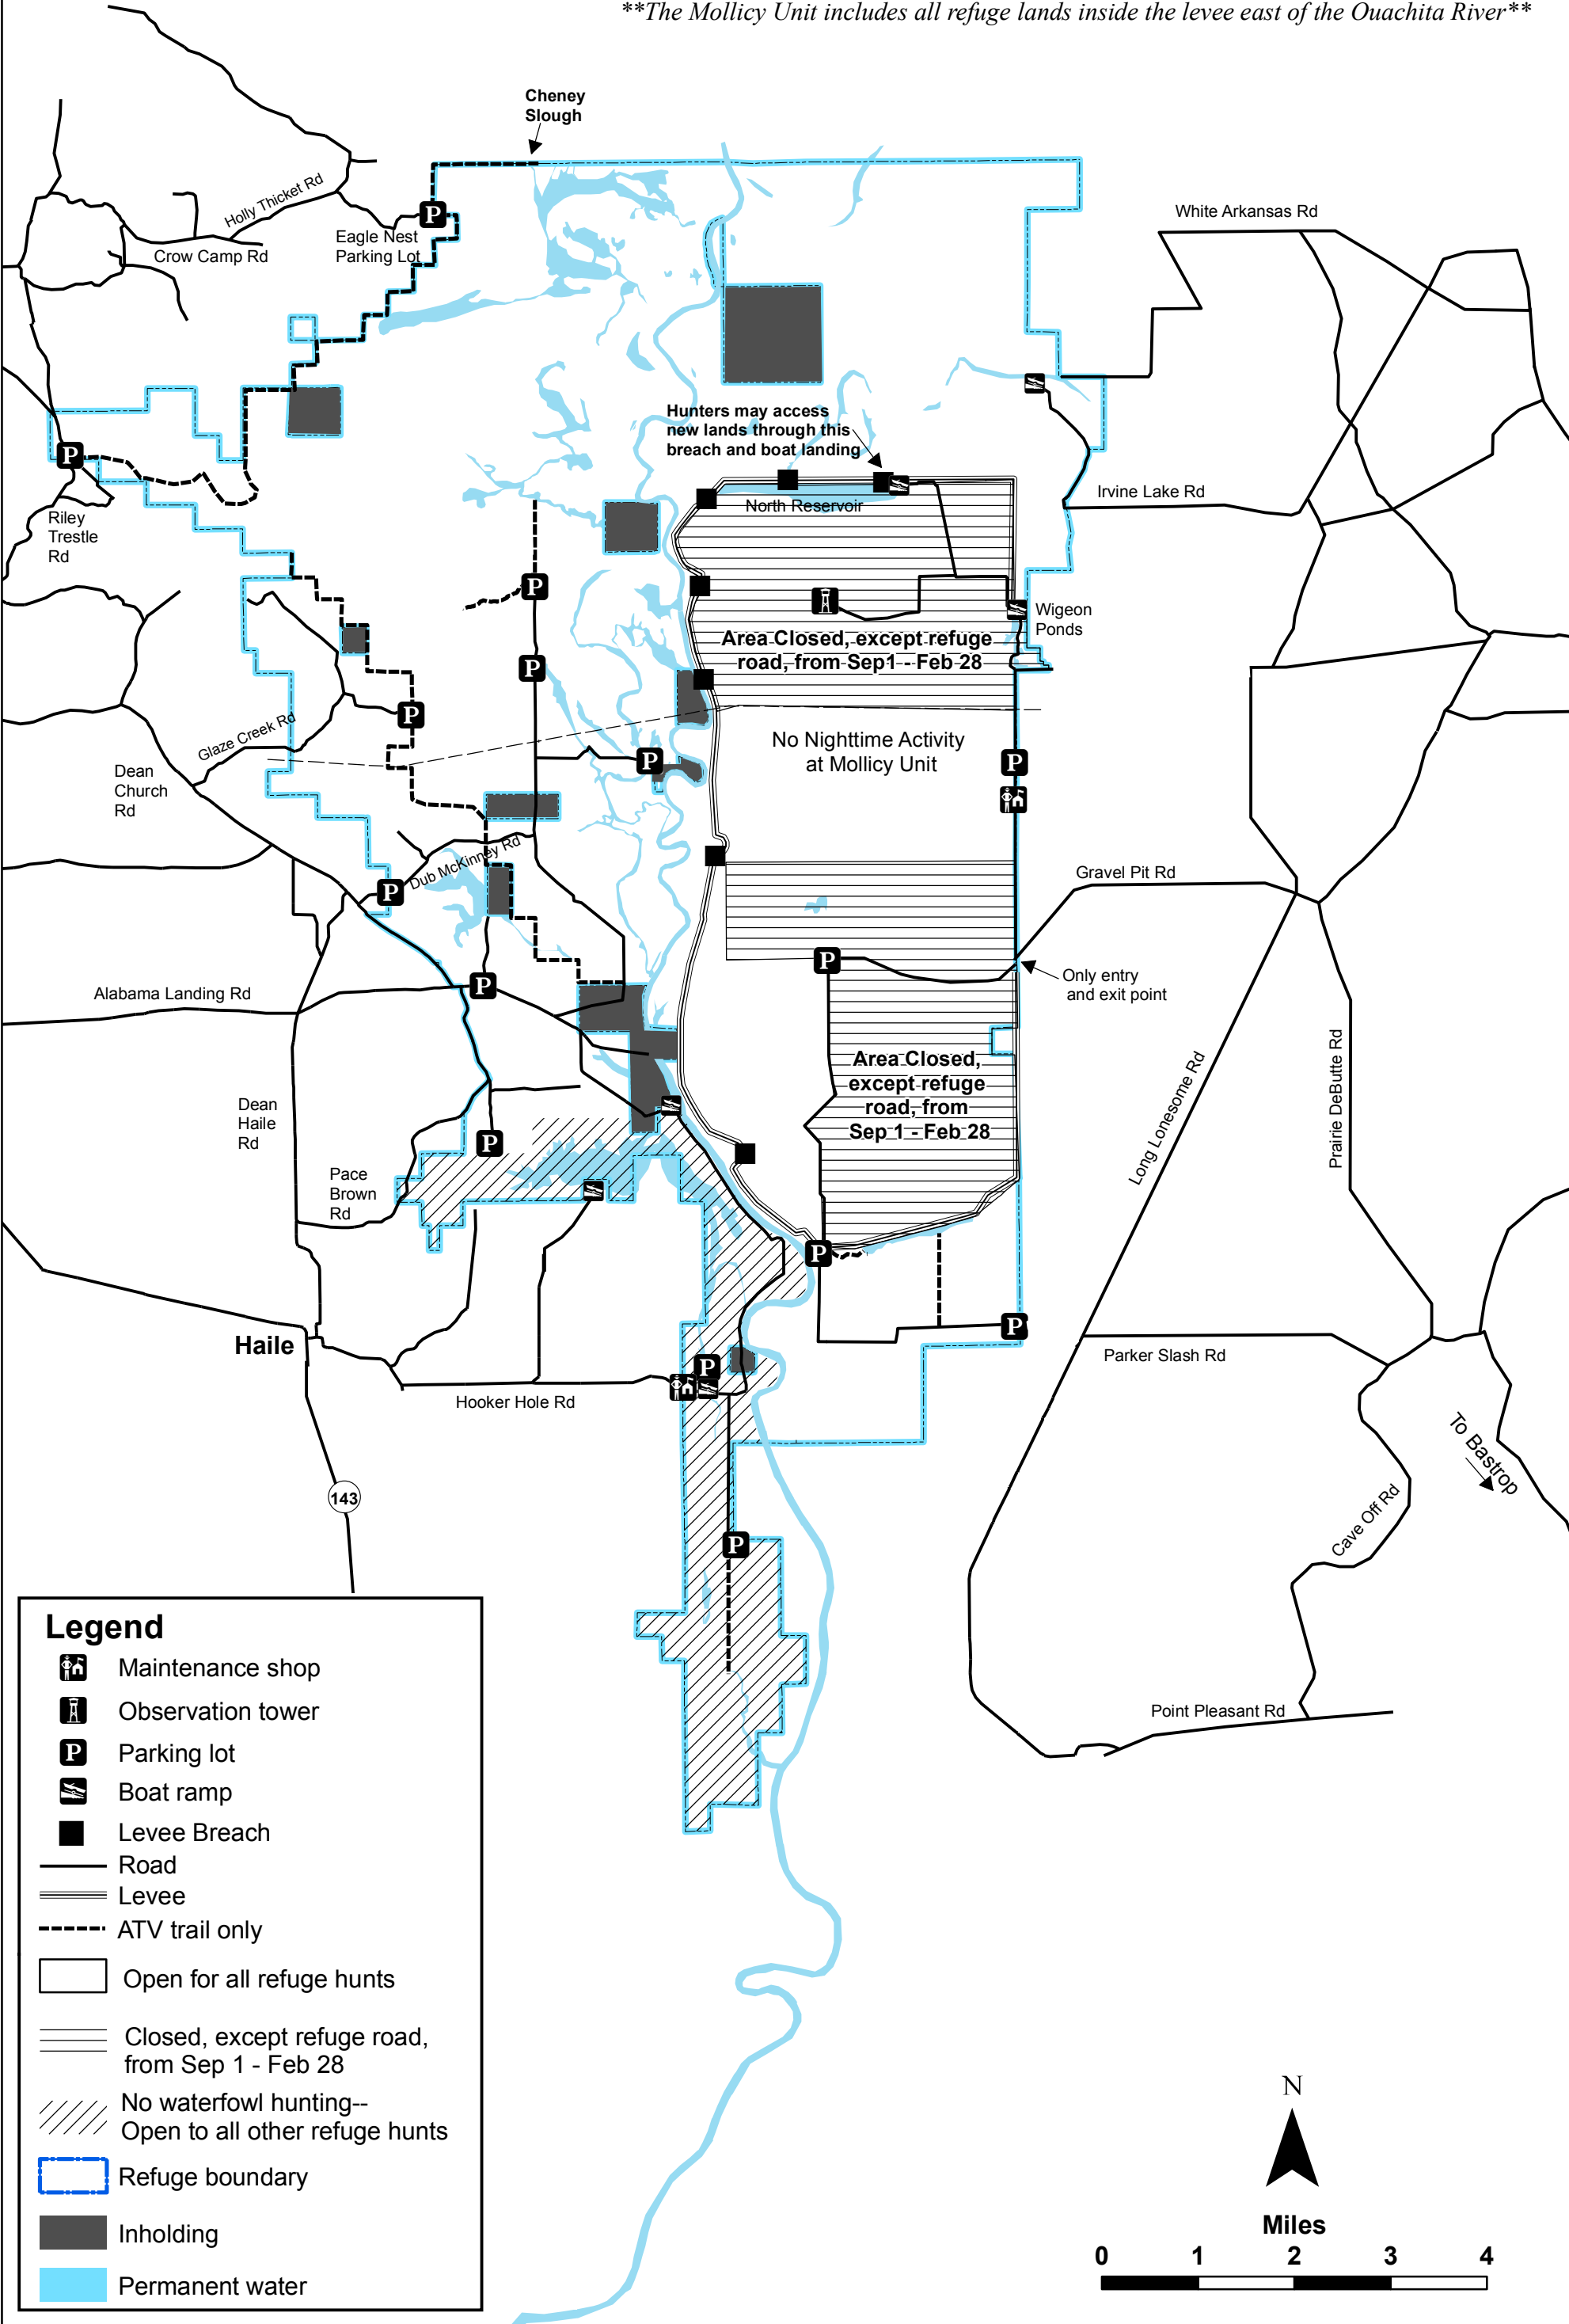 **The Mollicy Unit includes all refuge lands inside the levee east of the Ouachita River**
Cheney
Slough
Holly Thicket Rd
White Arkansas Rd
P
Eagle Nest
Parking Lot
Crow Camp Rd
Hunters may access
new lands through this
breach and boat landing
P
Irvine Lake Rd
North Reservoir
Riley
Trestle
Rd
P
Wigeon
Ponds
Area Closed, except refuge
road, from Sep1 - Feb 28
P
P
Glaze Creek Rd
No Nighttime Activity
at Mollicy Unit
P
P
Dean
Church
Rd
Dub McKinney Rd
Gravel Pit Rd
P
P
Only entry
and exit point
P
Alabama Landing Rd
Area Closed,
except refuge
road, from
Sep 1 - Feb 28
Long Lonesome Rd
Prairie DeButte Rd
Dean
Haile
Rd
P
Pace
Brown
Rd
P
P
Haile
Parker Slash Rd
P
Hooker Hole Rd
To Bastrop
143
Cave Off Rd
P
Point Pleasant Rd
Legend
Maintenance shop
Observation tower
P Parking lot
Boat ramp
Levee Breach
Road
Levee
ATV trail only
Open for all refuge hunts
Closed, except refuge road,
from Sep 1 - Feb 28
No waterfowl hunting--
Open to all other refuge hunts
Refuge boundary
Inholding
Permanent water
N
Miles
0 1 2 3 4